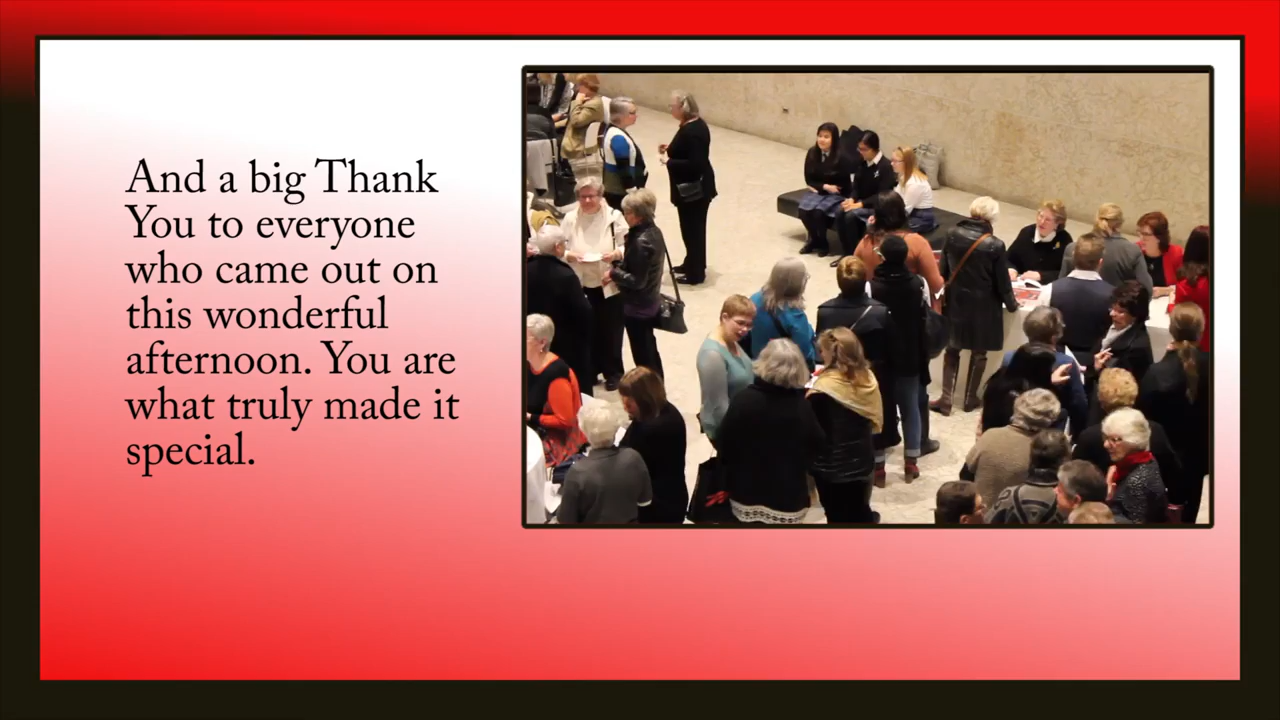 And a big Thank
You to everyone
who came out on
this wonderful
afternoon. You are
what truly made it
special.